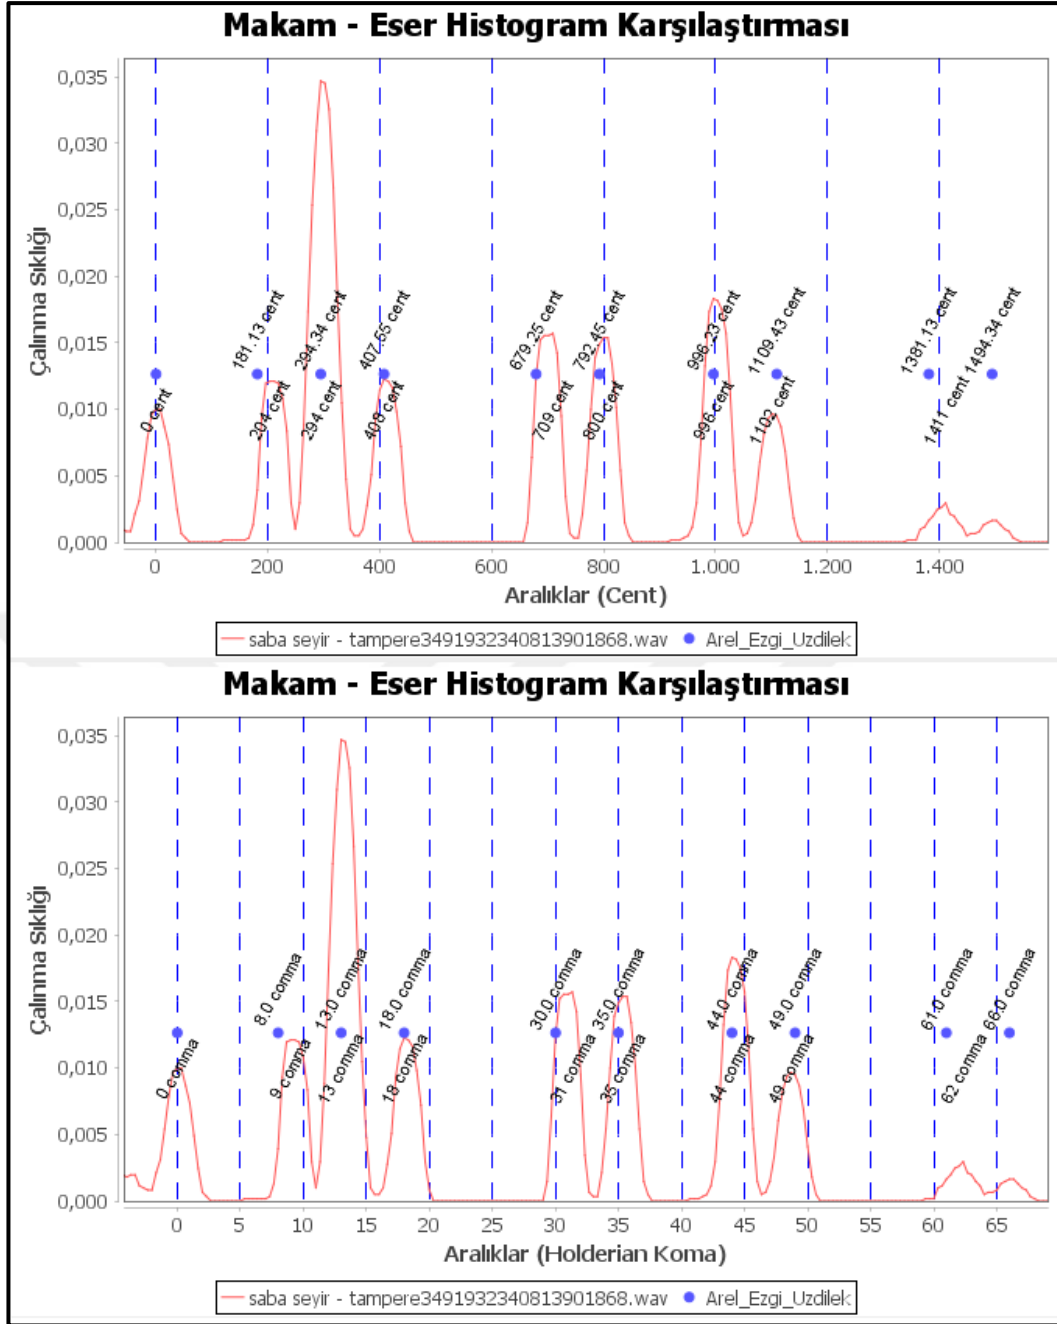 Makam - Eser Histogram Karşılaştırması
Çalınma Sıklığı
0,035
0,030
0,025
0,020
0,015
0,010
0,005
0,000
0 cent
181.13 cent
204 cent
294.34 cent
294 cent
407.55 cent
408 cent
679.25 cent
709 cent
792.45 cent
800 cent
996.23 cent
996 cent
1109.43 cent
1102 cent
1381.13 cent
1411 cent
1494.34 cent
0 200 400 600 800 1.000 1.200 1.400
Aralıklar (Cent)
saba seyir - tampere3491932340813901868.wav Arel_Ezgi_Uzdilek
Makam - Eser Histogram Karşılaştırması
Çalınma Sıklığı
0,035
0,030
0,025
0,020
0,015
0,010
0,005
0,000
0 comma
8.0 comma
9 comma
13.0 comma
13 comma
18.0 comma
18 comma
30.0 comma
31 comma
35.0 comma
35 comma
44.0 comma
44 comma
49.0 comma
49 comma
61.0 comma
62 comma
66.0 comma
0 5 10 15 20 25 30 35 40 45 50 55 60 65
Aralıklar (Holderian Koma)
saba seyir - tampere3491932340813901868.wav Arel_Ezgi_Uzdilek